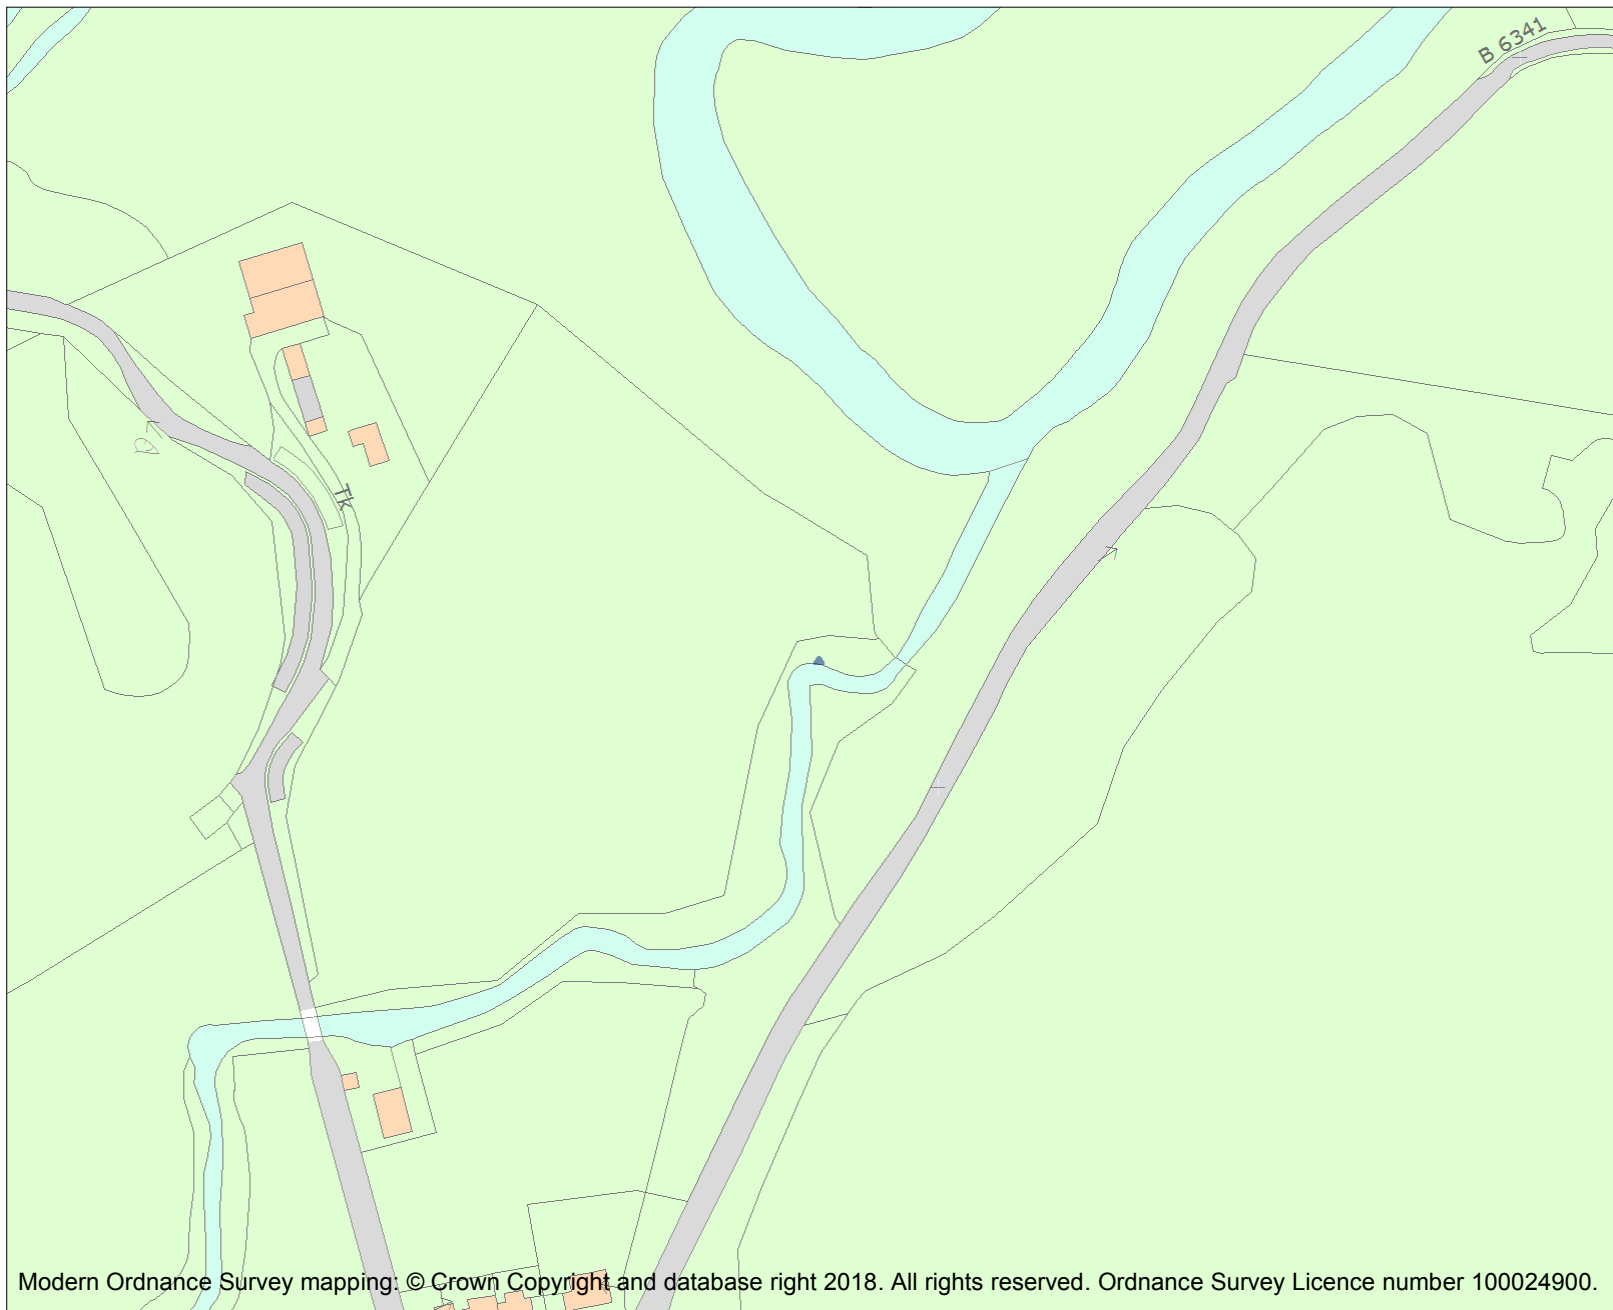 B 6341
Tk
Modern Ordnance Survey mapping: © Crown Copyright and database right 2018. All rights reserved. Ordnance Survey Licence number 100024900.